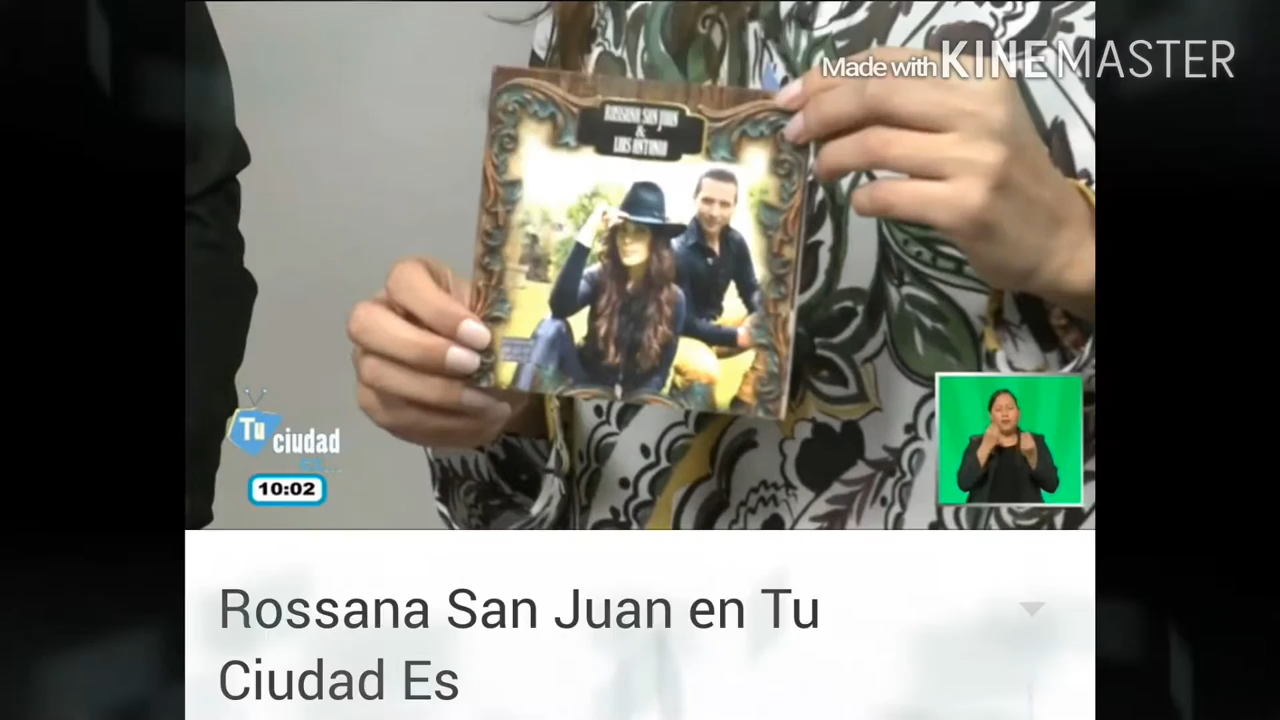 Made with KINEMASTER
ROSSANA SAN JUAN
&
LUIS ANTONIO
Tu
ciudad
es...
10:02
Rossana San Juan en Tu
Ciudad Es